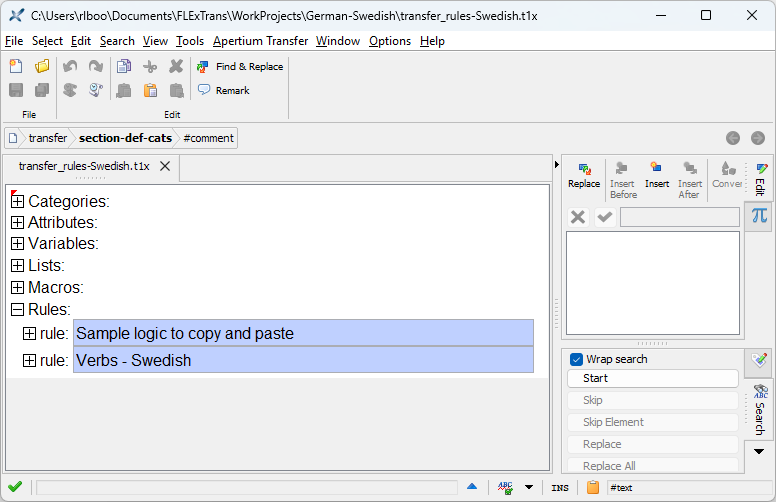 C:\Users\rlboo\Documents\FLExTrans\WorkProjects\German-Swedish\transfer_rules-Swedish.t1x
File Select Edit Search View Tools Apertium Transfer Window Options Help
Find & Replace
Remark
File Edit
transfer section-def-cats #comment
transfer_rules-Swedish.t1x
Categories:
Attributes:
Variables:
Lists:
Macros:
Rules:
rule: Sample logic to copy and paste
rule: Verbs - Swedish
Replace Insert Before Insert Insert After Conver
Edit
π
Wrap search
Start
Skip
Skip Element
Replace
Replace All
ABC
Search
ABC INS #text